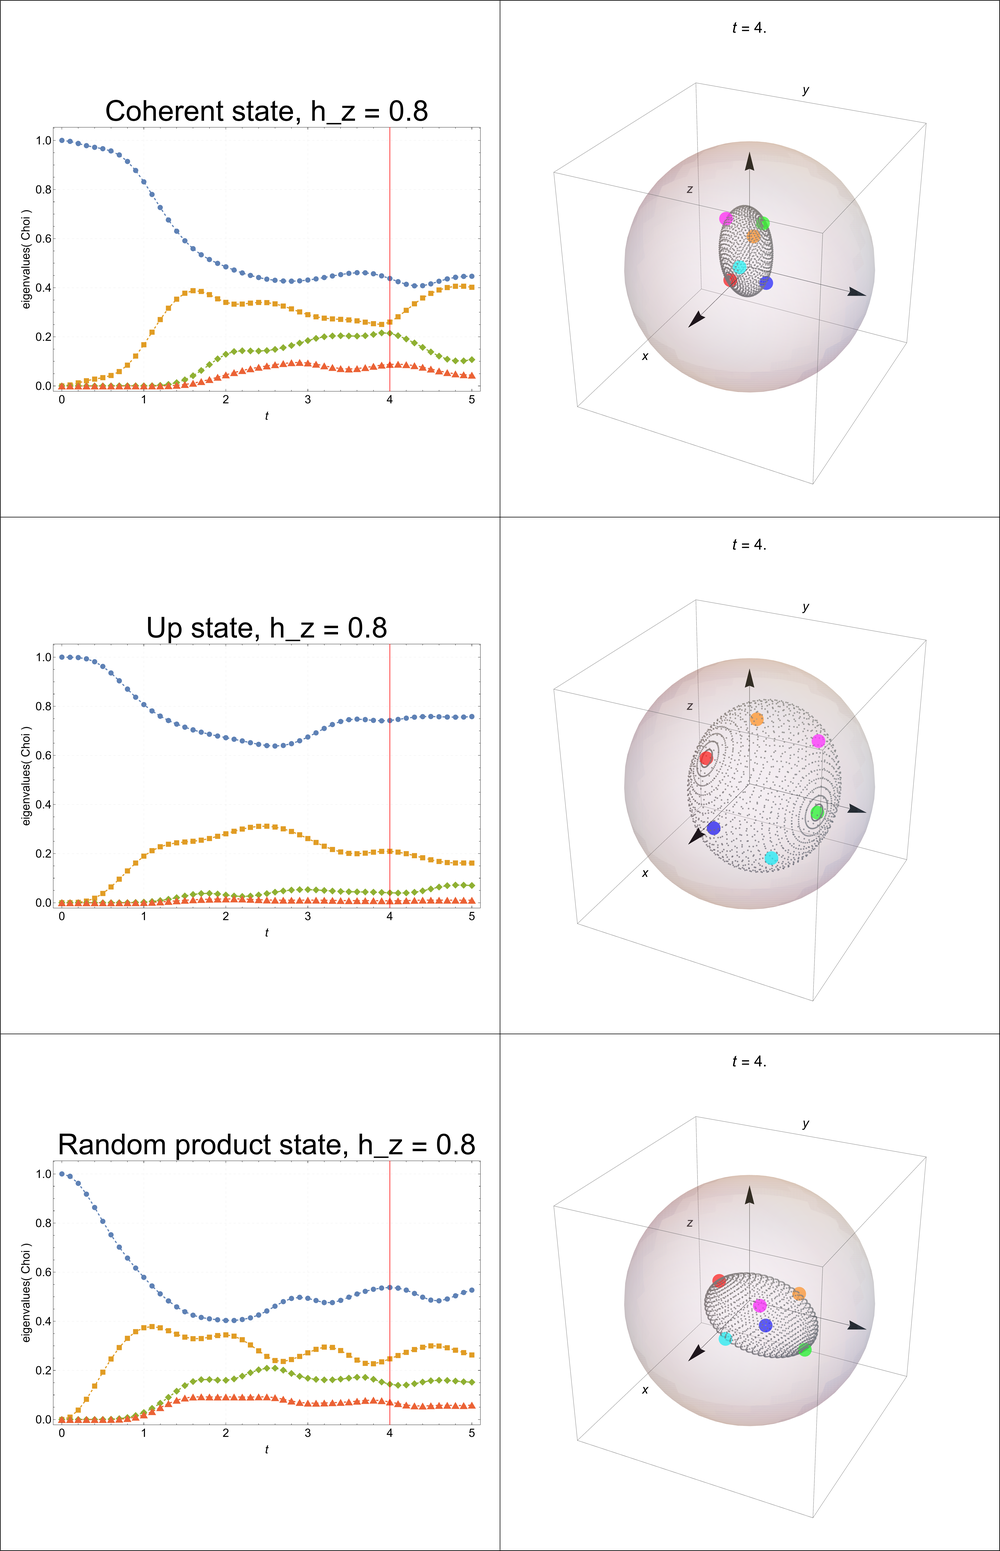 t = 4.
Coherent state, h_z = 0.8
eigenvalues( Choi )
1.0
0.8
0.6
0.4
0.2
0.0
0 1 2 3 4 5
t
y
z
x
t = 4.
Up state, h_z = 0.8
eigenvalues( Choi )
1.0
0.8
0.6
0.4
0.2
0.0
0 1 2 3 4 5
t
y
z
x
t = 4.
Random product state, h_z = 0.8
eigenvalues( Choi )
1.0
0.8
0.6
0.4
0.2
0.0
0 1 2 3 4 5
t
y
z
x